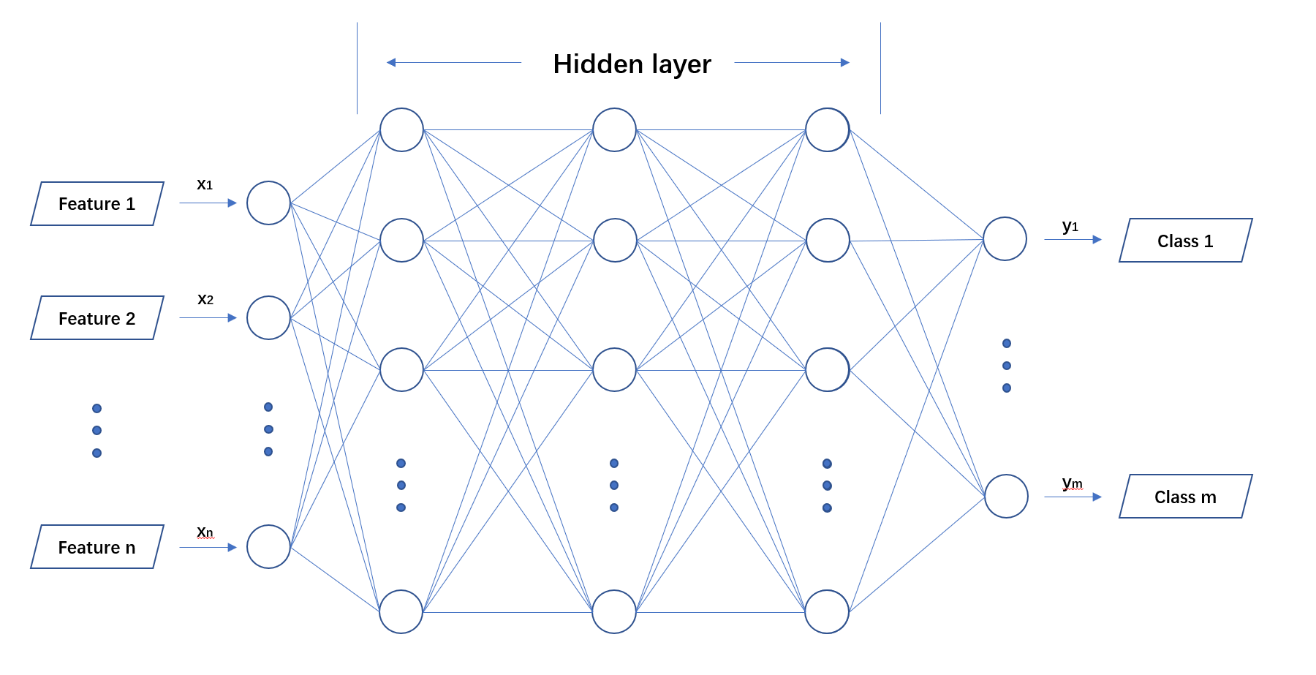 Hidden layer
Feature 1
x1
y1
Class 1
Feature 2
x2
Feature n
xn
ym
Class m